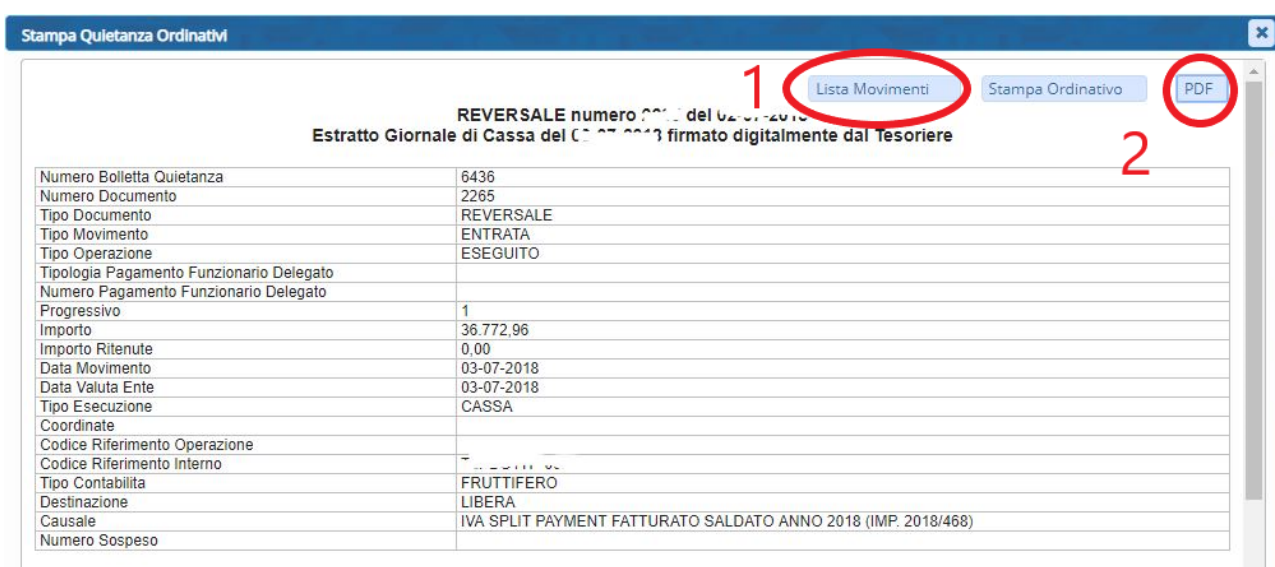 Stampa Quietanza Ordinativi
1 Lista Movimenti Stampa Ordinativo PDF
REVERSALE numero del 02-07-2018
Estratto Giornale di Cassa del firmato digitalmente dal Tesoriere
2
Numero Bolletta Quietanza 6436
Numero Documento 2265
Tipo Documento REVERSALE
Tipo Movimento ENTRATA
Tipo Operazione ESEGUITO
Tipologia Pagamento Funzionario Delegato
Numero Pagamento Funzionario Delegato
Progressivo 1
Importo 36.772,96
Importo Ritenute 0,00
Data Movimento 03-07-2018
Data Valuta Ente 03-07-2018
Tipo Esecuzione CASSA
Coordinate
Codice Riferimento Operazione
Codice Riferimento Interno
Tipo Contabilita FRUTTIFERO
Destinazione LIBERA
Causale IVA SPLIT PAYMENT FATTURATO SALDATO ANNO 2018 (IMP. 2018/468)
Numero Sospeso